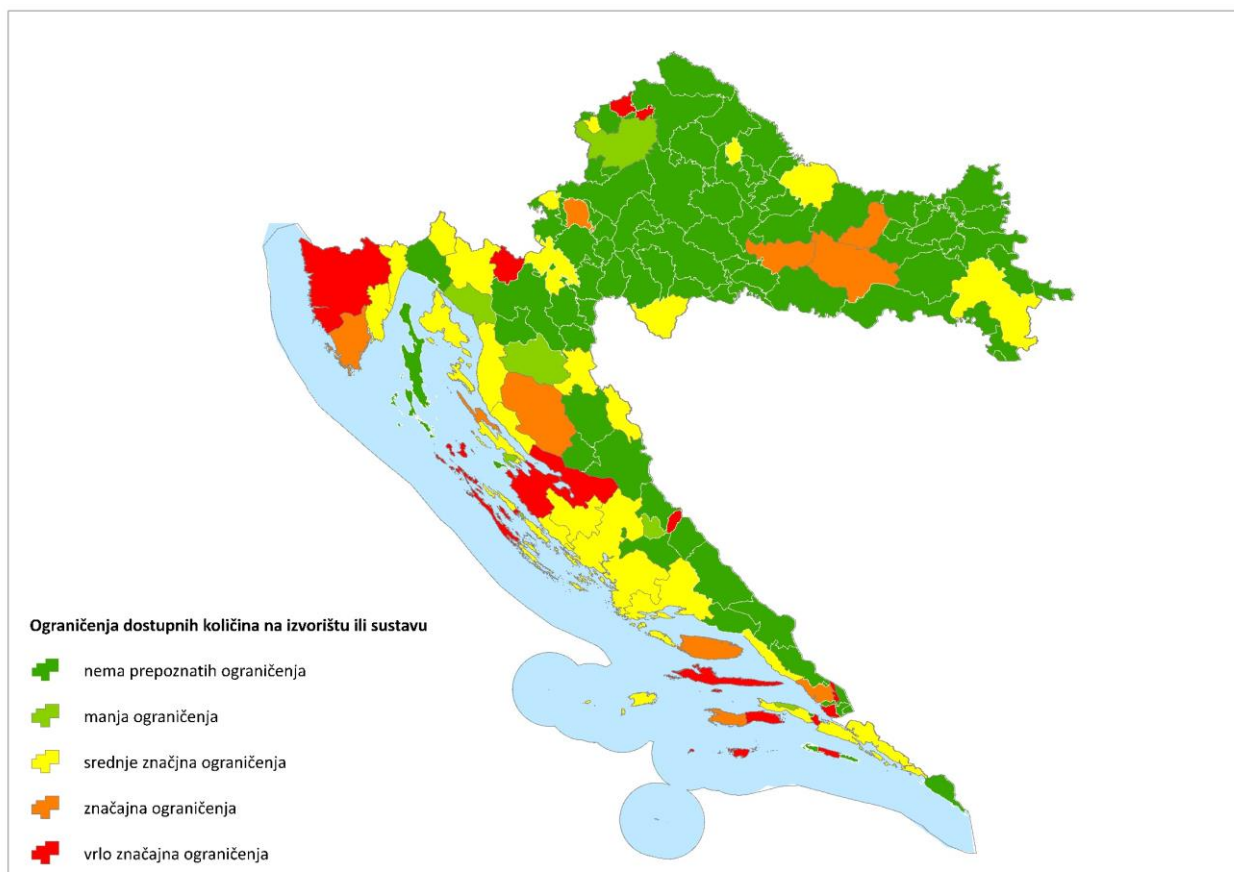 Ograničenja dostupnih količina na izvorištu ili sustavu
nema prepoznatih ograničenja
manja ograničenja
srednje značjna ograničenja
značajna ograničenja
vrlo značajna ograničenja